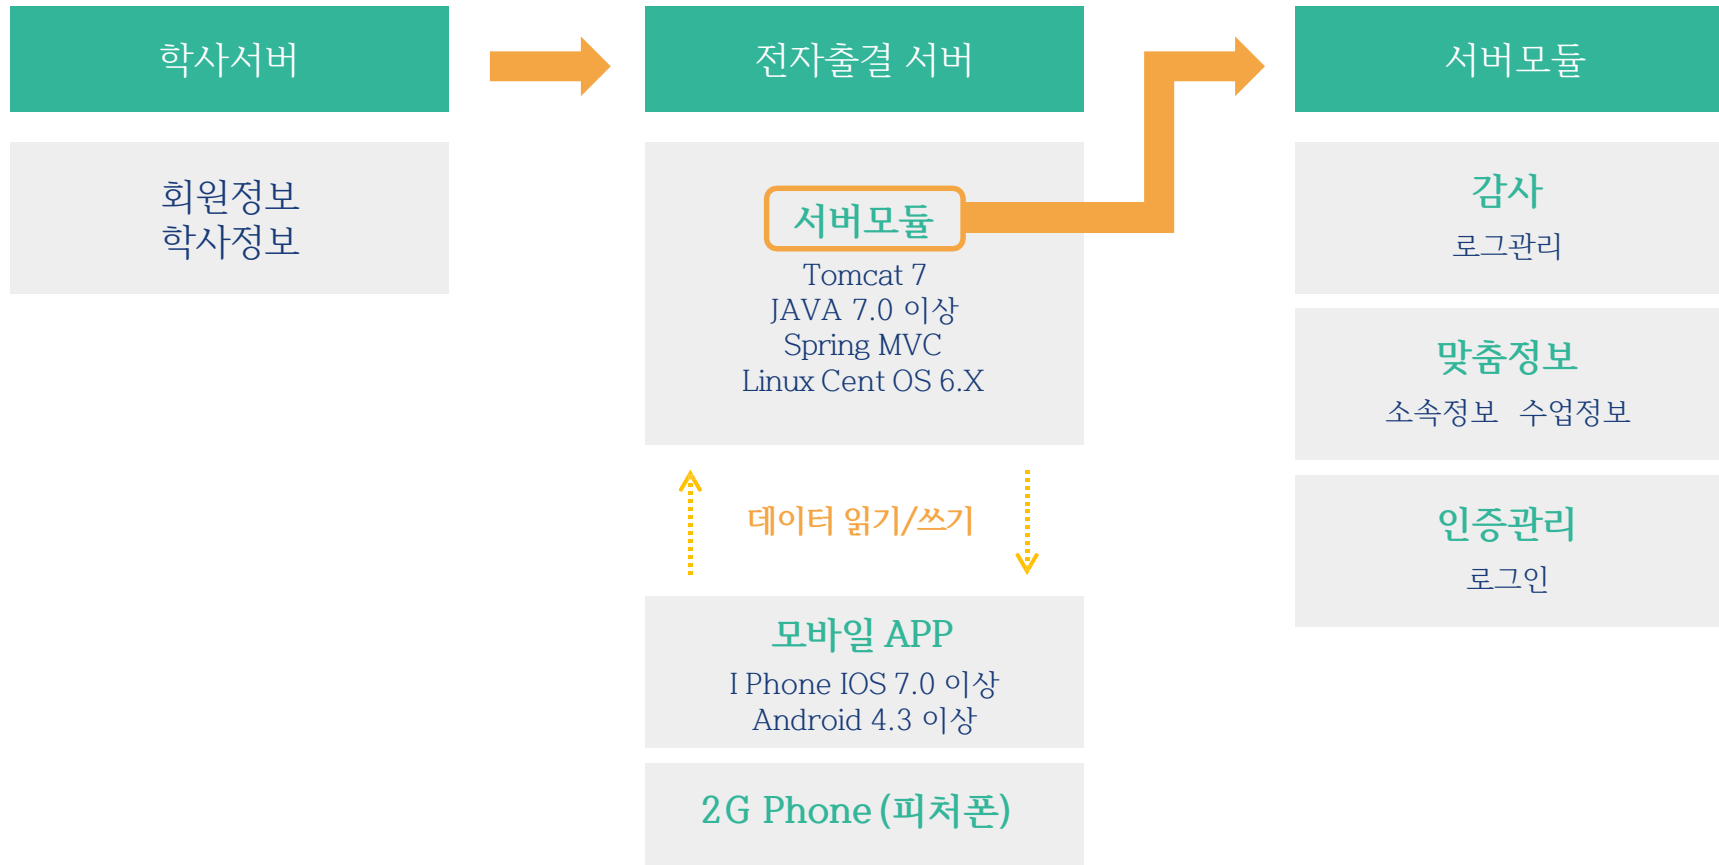 학사서버
회원정보
학사정보
전자출결 서버
서버모듈
Tomcat 7
JAVA 7.0 이상
Spring MVC
Linux Cent OS 6.X
데이터 읽기/쓰기
모바일 APP
I Phone IOS 7.0 이상
Android 4.3 이상
2G Phone (피처폰)
서버모듈
감사
로그관리
맞춤정보
소속정보 수업정보
인증관리
로그인